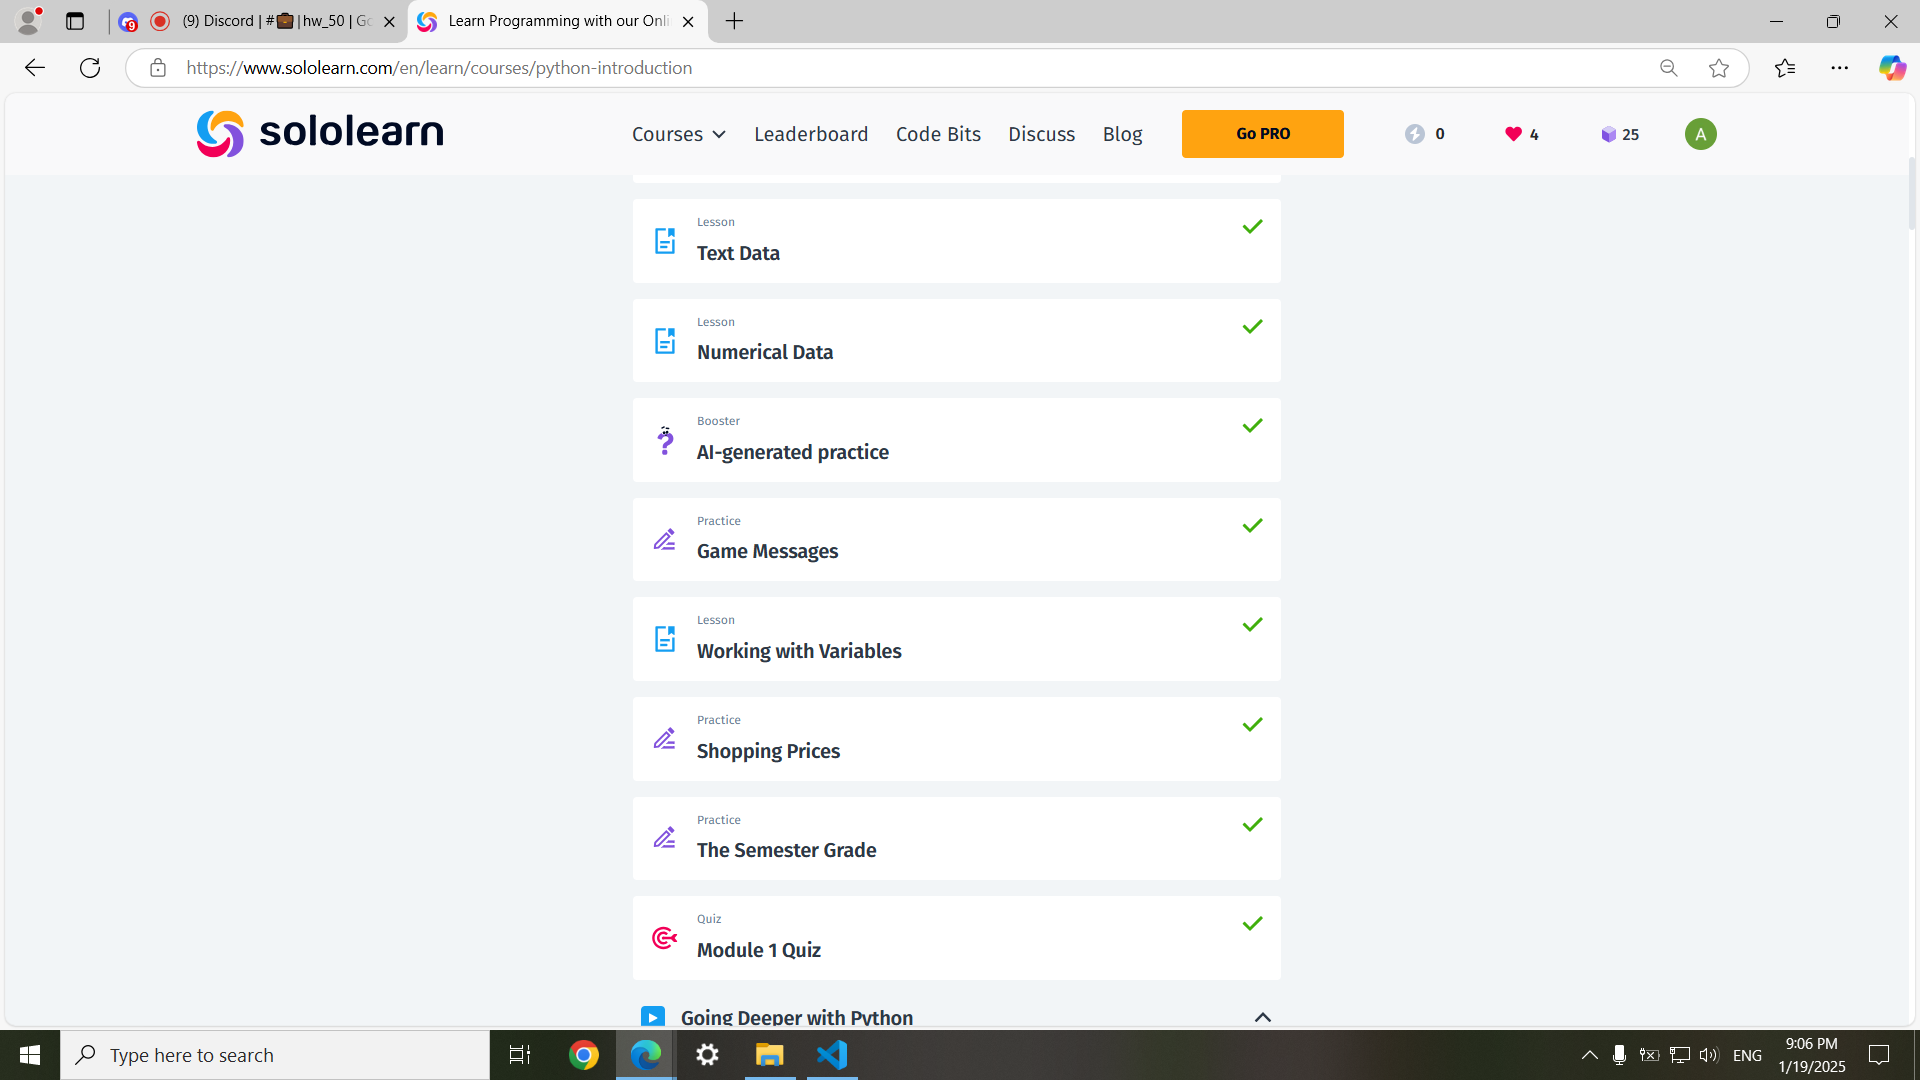 (9) Discord | #💼|hw_50 | Go
Learn Programming with our Onli
https://www.sololearn.com/en/learn/courses/python-introduction
sololearn
Courses
Leaderboard
Code Bits
Discuss
Blog
Go PRO
0
4
25
A
Lesson
Text Data
Lesson
Numerical Data
Booster
AI-generated practice
Practice
Game Messages
Lesson
Working with Variables
Practice
Shopping Prices
Practice
The Semester Grade
Quiz
Module 1 Quiz
Going Deeper with Python
Type here to search
ENG
9:06 PM
1/19/2025